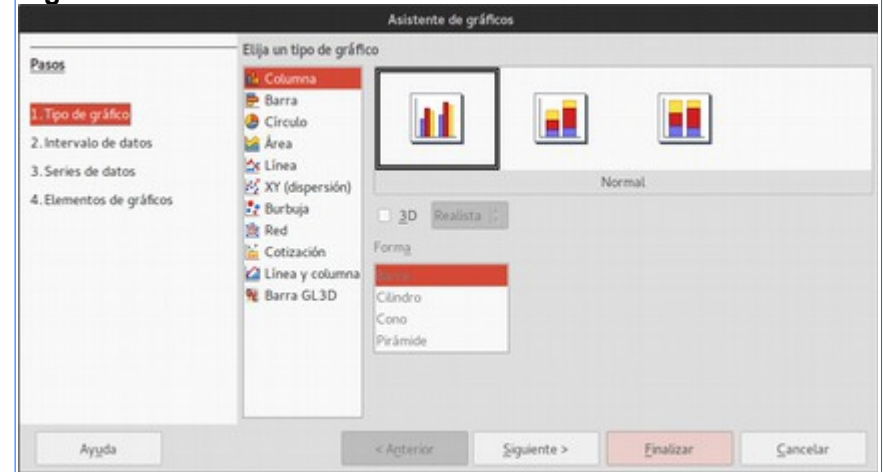 Asistente de gráficos
Pasos
1. Tipo de gráfico
2. Intervalo de datos
3. Series de datos
4. Elementos de gráficos
Elija un tipo de gráfico
Columna
Barra
Círculo
Área
Línea
XY (dispersión)
Burbuja
Red
Cotización
Línea y columna
Barra GL3D
Normal
3D Realista
Forma
Barra
Cilindro
Cono
Pirámide
Ayuda
< Anterior
Siguiente >
Finalizar
Cancelar